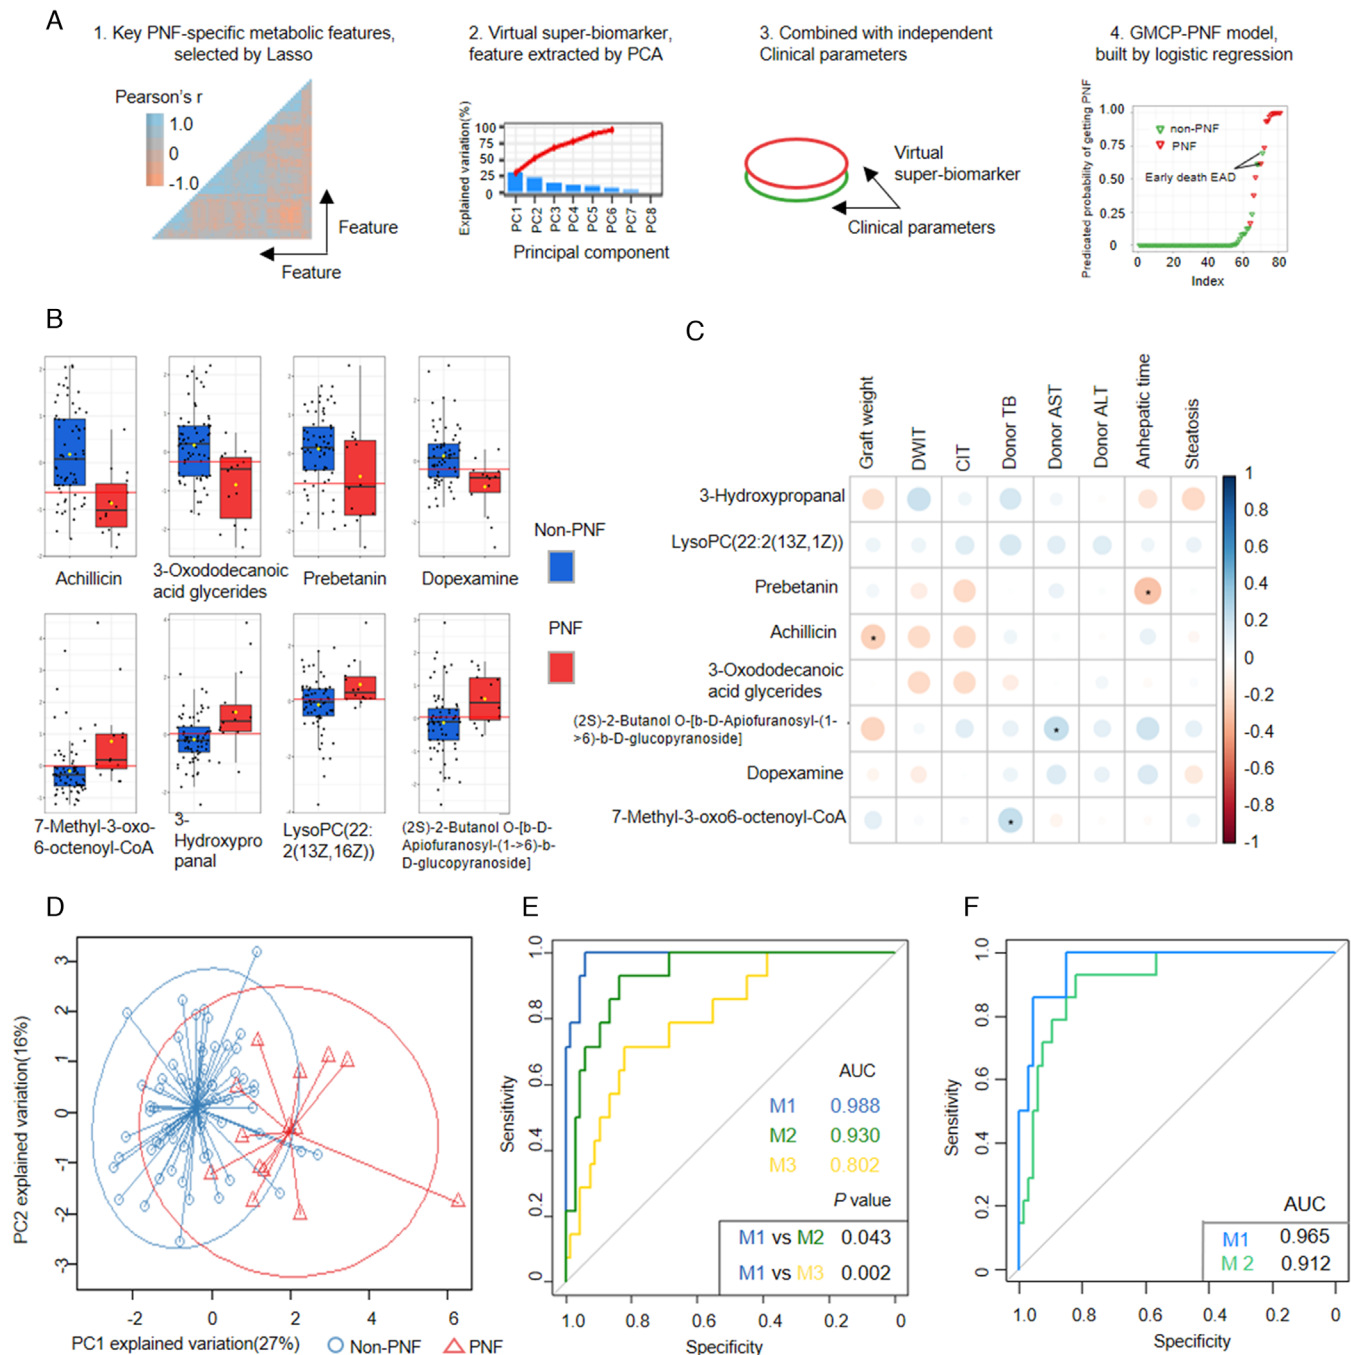 A
1. Key PNF-specific metabolic features,
selected by Lasso
2. Virtual super-biomarker,
feature extracted by PCA
3. Combined with independent
Clinical parameters
4. GMCP-PNF model,
built by logistic regression
Pearson's r
1.0
0
-1.0
Feature
Feature
Explained variation(%)
100
75
50
25
0
PC1
PC2
PC3
PC4
PC5
PC6
PC7
PC8
Principal component
Virtual
super-biomarker
Clinical parameters
Predicated probability of getting PNF
1.00
0.75
0.50
0.25
0
non-PNF
PNF
Early death EAD
0 20 40 60 80
Index
B
Achillicin
3-Oxododecanoic
acid glycerides
Prebetanin
Dopexamine
Non-PNF
PNF
7-Methyl-3-oxo-
6-octenoyl-CoA
3-
Hydroxypro
panal
LysoPC(22:
2(13Z,16Z))
(2S)-2-Butanol O-[b-D-
Apiofuranosyl-(1->6)-b-
D-glucopyranoside]
C
Graft weight
DWIT
CIT
Donor TB
Donor AST
Donor ALT
Anhepatic time
Steatosis
3-Hydroxypropanal
LysoPC(22:2(13Z,1Z))
Prebetanin
Achillicin
3-Oxododecanoic
acid glycerides
(2S)-2-Butanol O-[b-D-Apiofuranosyl-(1-
>6)-b-D-glucopyranoside]
Dopexamine
7-Methyl-3-oxo6-octenoyl-CoA
1
0.8
0.6
0.4
0.2
0
-0.2
-0.4
-0.6
-0.8
-1
D
PC2 explained variation(16%)
3
2
1
0
-1
-2
-3
-2 0 2 4 6
PC1 explained variation(27%)
Non-PNF
PNF
E
Sensitivity
1.0
0.8
0.6
0.4
0.2
0
AUC
M1 0.988
M2 0.930
M3 0.802
P value
M1 vs M2 0.043
M1 vs M3 0.002
1.0 0.8 0.6 0.4 0.2 0
Specificity
F
Sensitivity
1.0
0.8
0.6
0.4
0.2
0
AUC
M1 0.965
M 2 0.912
1.0 0.8 0.6 0.4 0.2 0
Specificity